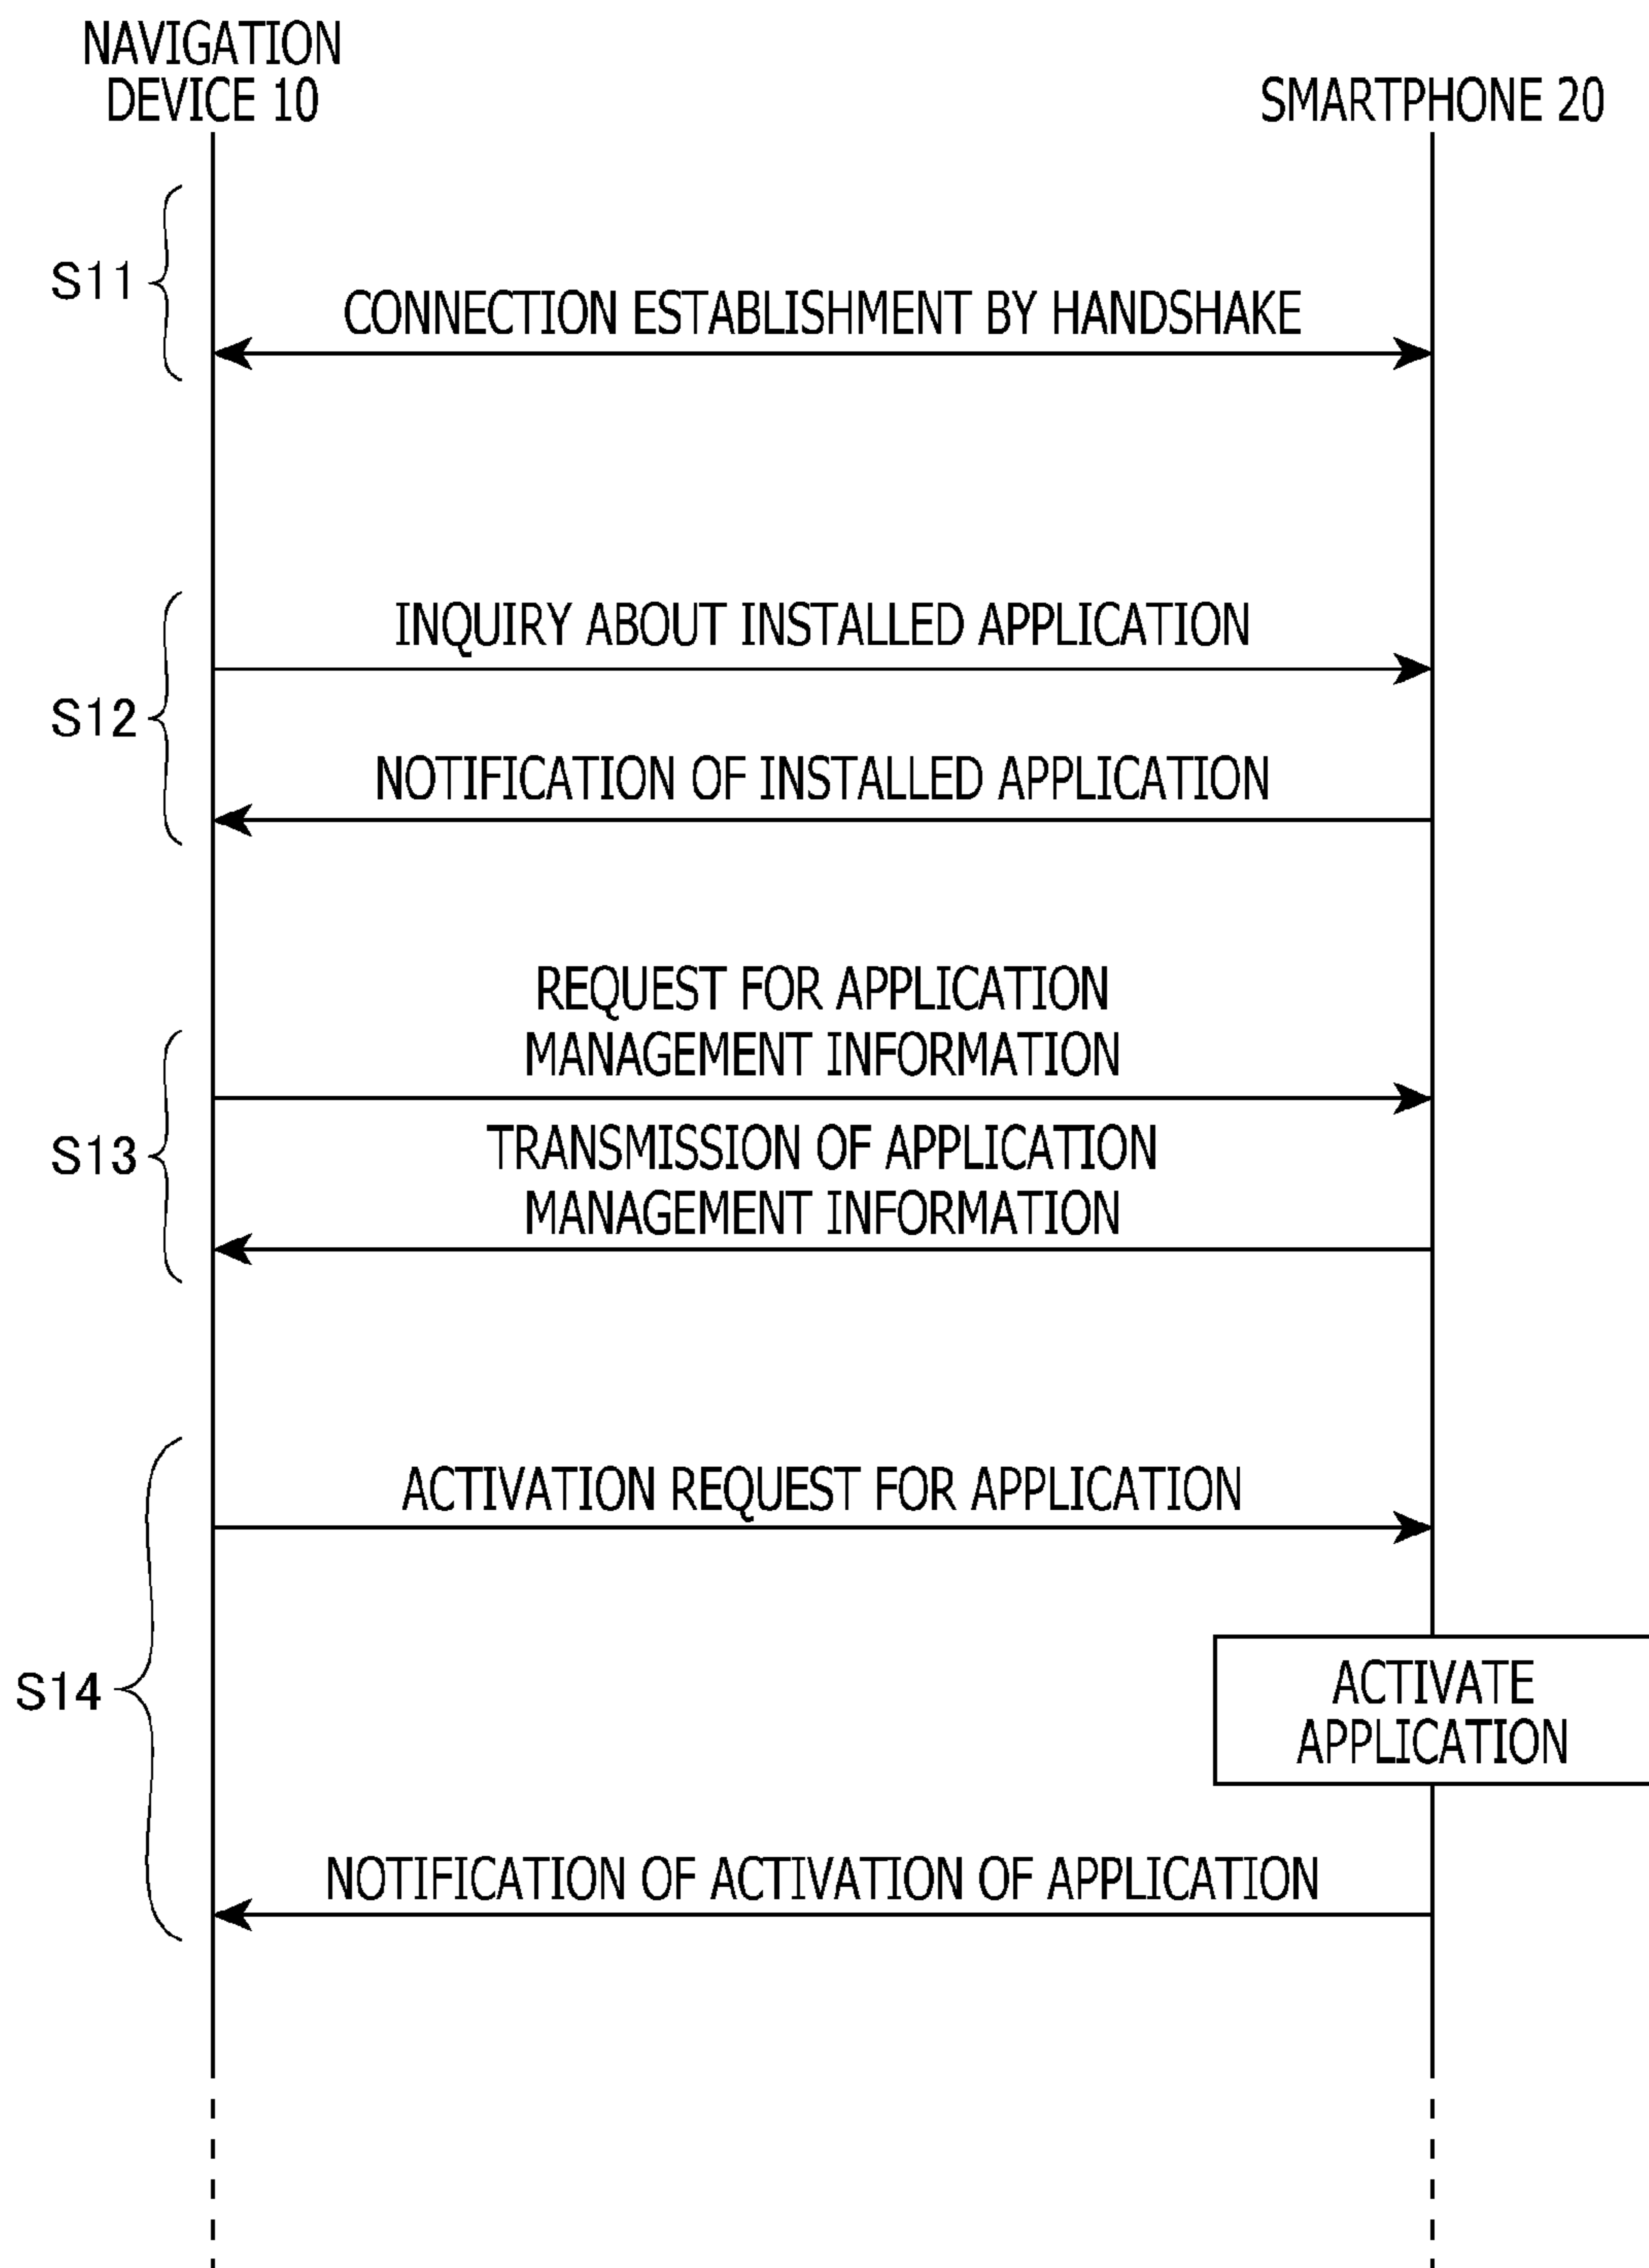 NAVIGATION
DEVICE 10
SMARTPHONE 20
S11
CONNECTION ESTABLISHMENT BY HANDSHAKE
INQUIRY ABOUT INSTALLED APPLICATION
S12
NOTIFICATION OF INSTALLED APPLICATION
REQUEST FOR APPLICATION
MANAGEMENT INFORMATION
S13
TRANSMISSION OF APPLICATION
MANAGEMENT INFORMATION
ACTIVATION REQUEST FOR APPLICATION
S14
ACTIVATE
APPLICATION
NOTIFICATION OF ACTIVATION OF APPLICATION